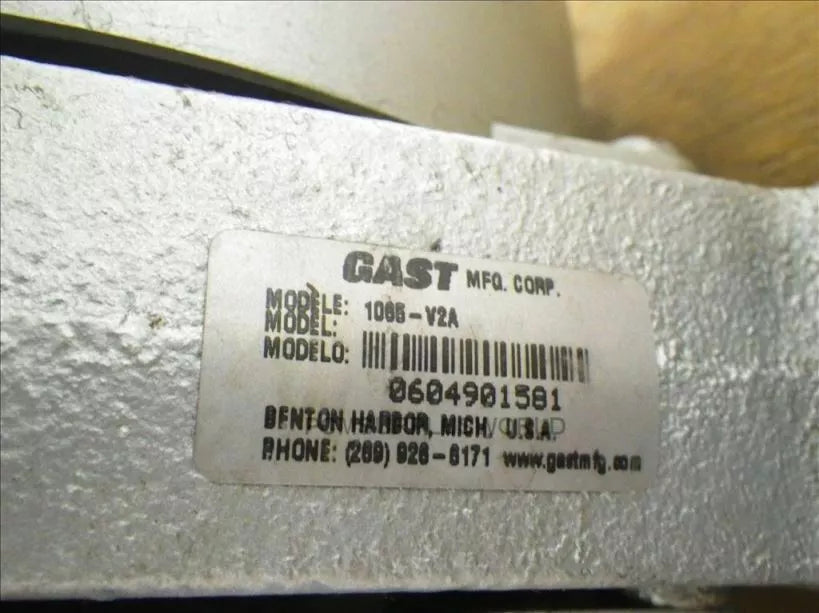 GAST MFG. CORP.
MODÈLE:
MODEL: 1065-V2A
MODELO:
0604901581
BENTON HARBOR, MICH. U.S.A.
PHONE: (269) 926-6171 www.gastmfg.com